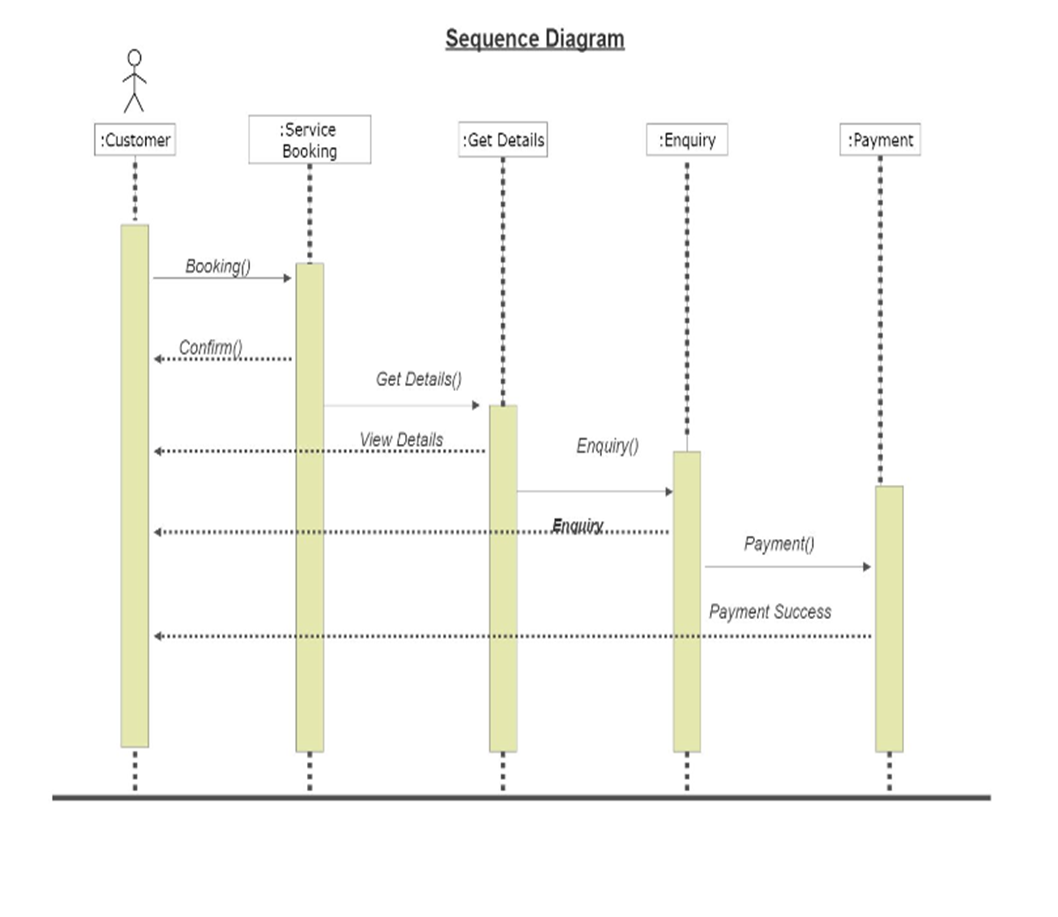 Sequence Diagram
:Customer
:Service
Booking
:Get Details
:Enquiry
:Payment
Booking()
Confirm()
Get Details()
View Details
Enquiry()
Enquiry
Payment()
Payment Success